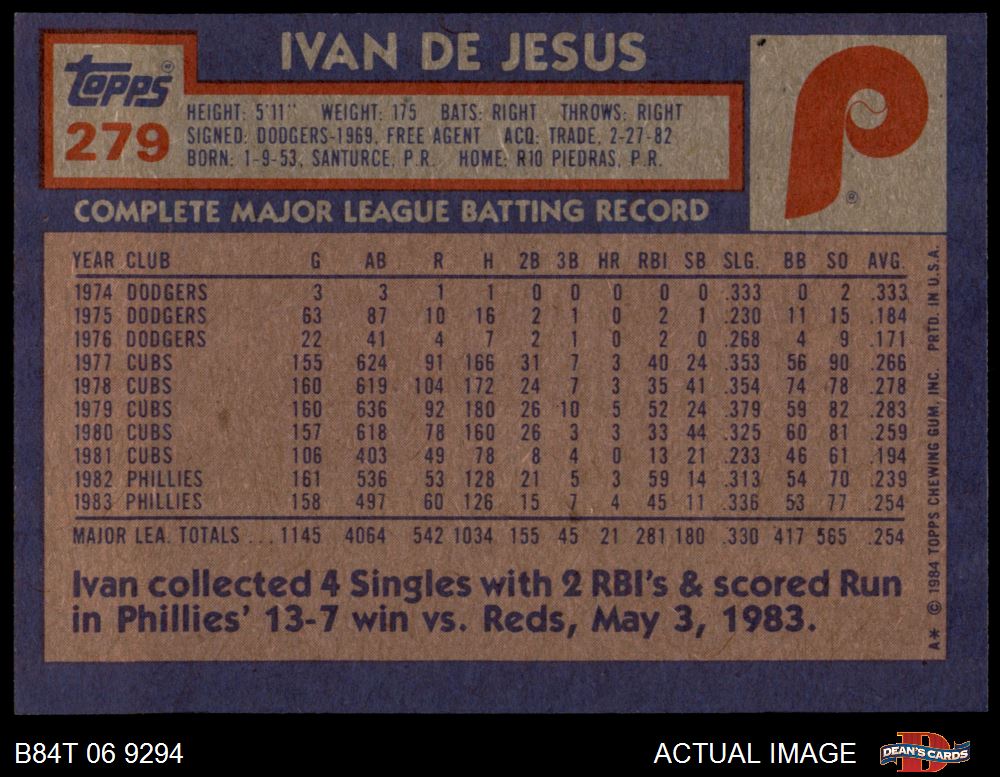 IVAN DE JESUS
TOPPS®
279
HEIGHT: 5'11" WEIGHT: 175 BATS: RIGHT THROWS: RIGHT
SIGNED: DODGERS-1969, FREE AGENT ACQ: TRADE, 2-27-82
BORN: 1-9-53, SANTURCE, P.R. HOME: R10 PIEDRAS, P.R.
P
®
COMPLETE MAJOR LEAGUE BATTING RECORD
YEAR CLUB G AB R H 2B 3B HR RBI SB SLG. BB SO AVG.
1974 DODGERS 3 3 1 1 0 0 0 0 0 .333 0 2 .333
1975 DODGERS 63 87 10 16 2 1 0 2 1 .230 11 15 .184
1976 DODGERS 22 41 4 7 2 1 0 2 0 .268 4 9 .171
1977 CUBS 155 624 91 166 31 7 3 40 24 .353 56 90 .266
1978 CUBS 160 619 104 172 24 7 3 35 41 .354 74 78 .278
1979 CUBS 160 636 92 180 26 10 5 52 24 .379 59 82 .283
1980 CUBS 157 618 78 160 26 3 3 33 44 .325 60 81 .259
1981 CUBS 106 403 49 78 8 4 0 13 21 .233 46 61 .194
1982 PHILLIES 161 536 53 128 21 5 3 59 14 .313 54 70 .239
1983 PHILLIES 158 497 60 126 15 7 4 45 11 .336 53 77 .254
MAJOR LEA. TOTALS ... 1145 4064 542 1034 155 45 21 281 180 .330 417 565 .254
Ivan collected 4 Singles with 2 RBI's & scored Run
in Phillies' 13-7 win vs. Reds, May 3, 1983.
A* © 1984 TOPPS CHEWING GUM, INC. PRTD. IN U.S.A.
B84T 06 9294
ACTUAL IMAGE
D
DEAN'S CARDS